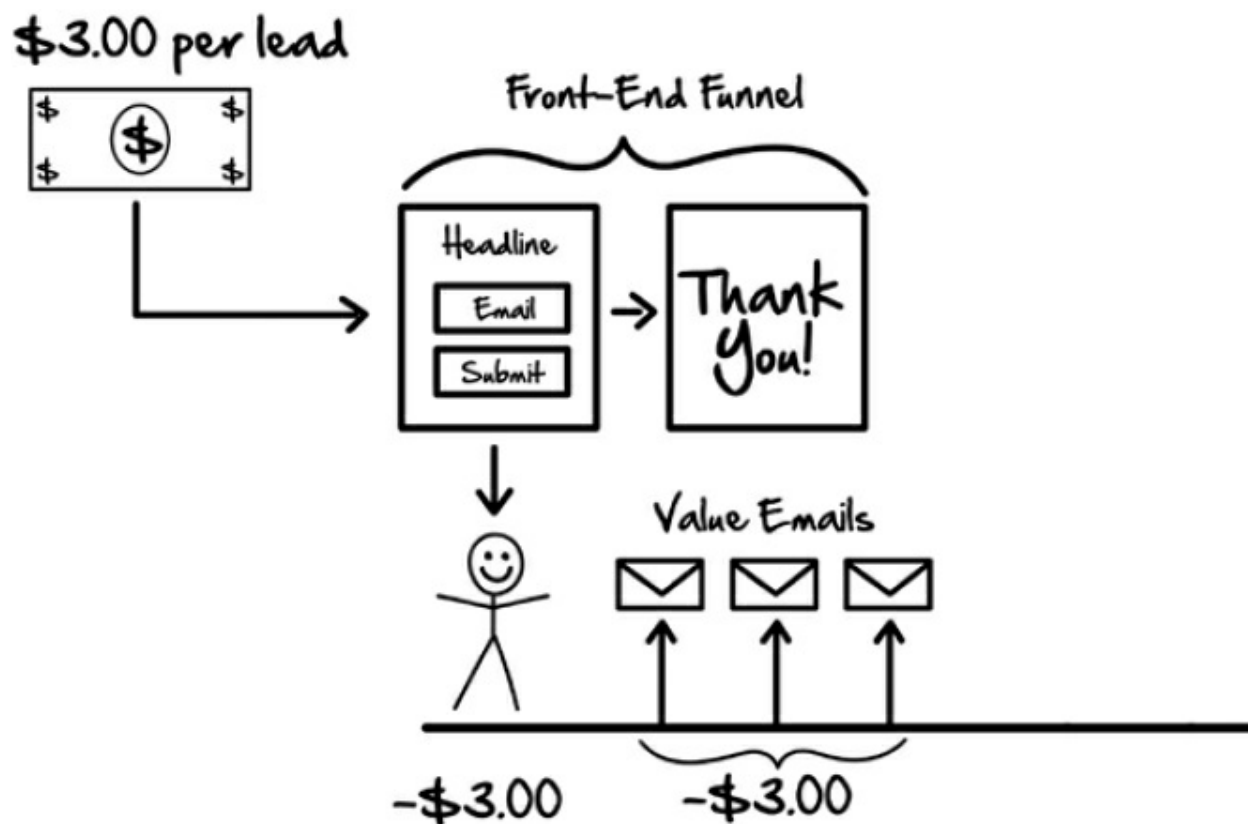 $3.00 per lead
$ $
$
$ $
Front-End Funnel
Headline
Email
Submit
Thank
You!
Value Emails
-$3.00
-$3.00